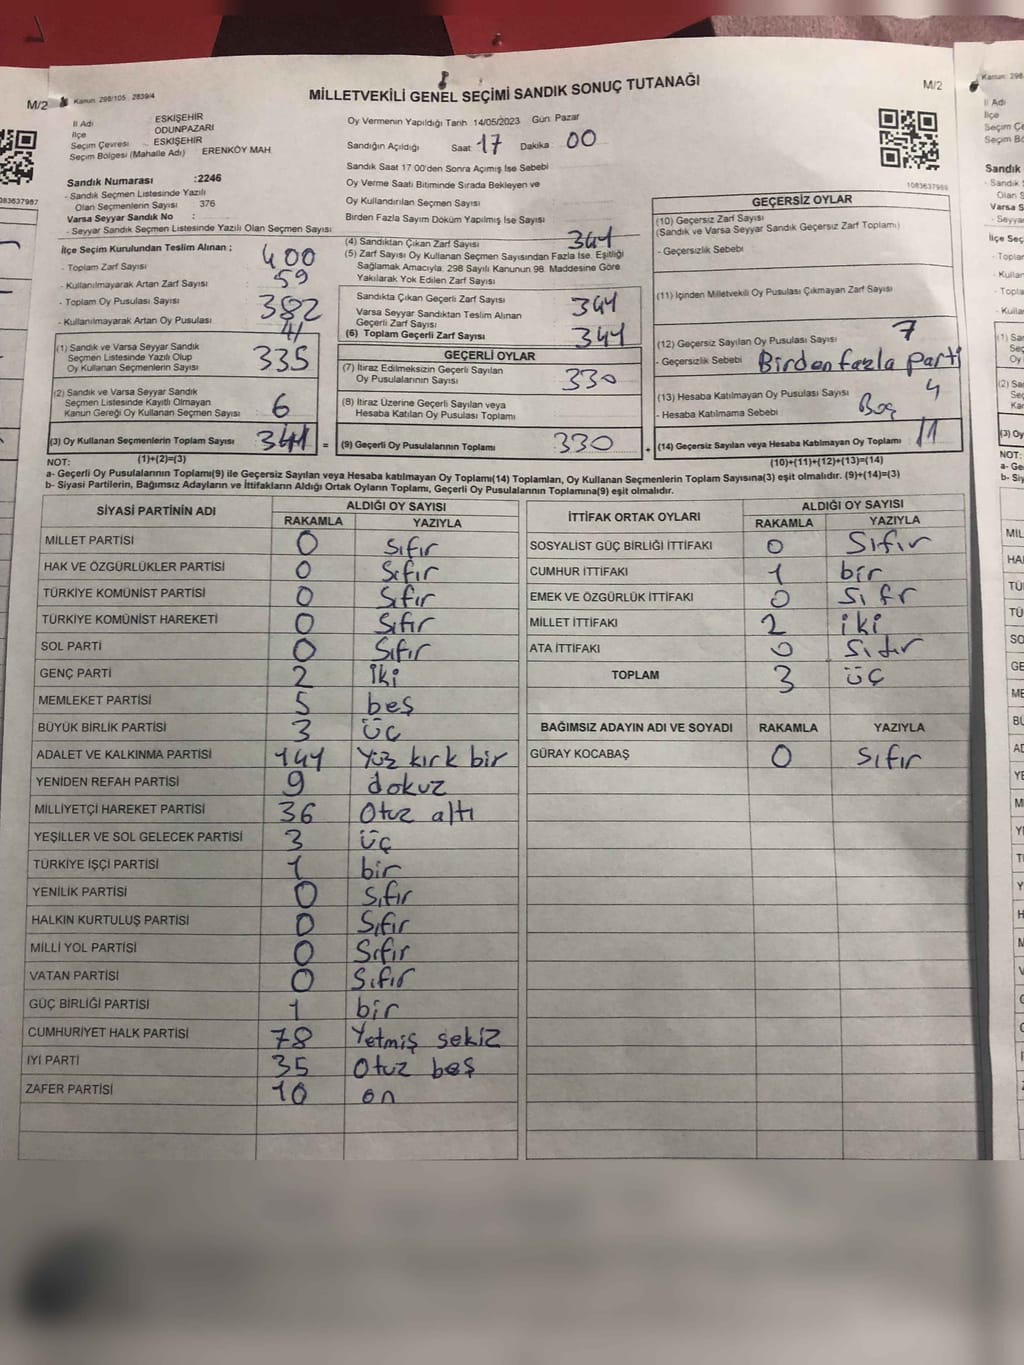 MİLLETVEKİLİ GENEL SEÇİMİ SANDIK SONUÇ TUTANAĞI
M/2
Kanun: 298/105 2839/4
M/2
İl Adı ESKİŞEHİR
İlçe ODUNPAZARI
Seçim Çevresi ESKİŞEHİR
Seçim Bölgesi (Mahalle Adı) ERENKÖY MAH.
Sandık Numarası :2246
- Sandık Seçmen Listesinde Yazılı
Olan Seçmenlerin Sayısı 376
Varsa Seyyar Sandık No :
- Seyyar Sandık Seçmen Listesinde Yazılı Olan Seçmen Sayısı
Oy Vermenin Yapıldığı Tarih 14/05/2023 Gün Pazar
Sandığın Açıldığı Saat 17 Dakika 00
Sandık Saat 17 00'den Sonra Açılmış İse Sebebi
Oy Verme Saati Bitiminde Sırada Bekleyen ve
Oy Kullandırılan Seçmen Sayısı
Birden Fazla Sayım Döküm Yapılmış İse Sayısı
1083637989
İlçe Seçim Kurulundan Teslim Alınan ;
- Toplam Zarf Sayısı 400
- Kullanılmayarak Artan Zarf Sayısı 59
- Toplam Oy Pusulası Sayısı 382
- Kullanılmayarak Artan Oy Pusulası 41
(1) Sandık ve Varsa Seyyar Sandık
Seçmen Listesinde Yazılı Olup
Oy Kullanan Seçmenlerin Sayısı 335
(2) Sandık ve Varsa Seyyar Sandık
Seçmen Listesinde Kayıtlı Olmayan
Kanun Gereği Oy Kullanan Seçmen Sayısı 6
(3) Oy Kullanan Seçmenlerin Toplam Sayısı 341
(4) Sandıktan Çıkan Zarf Sayısı 341
(5) Zarf Sayısı Oy Kullanan Seçmen Sayısından Fazla İse, Eşitliği
Sağlamak Amacıyla, 298 Sayılı Kanunun 98. Maddesine Göre
Yakılarak Yok Edilen Zarf Sayısı
Sandıkta Çıkan Geçerli Zarf Sayısı 341
Varsa Seyyar Sandıktan Teslim Alınan
Geçerli Zarf Sayısı
(6) Toplam Geçerli Zarf Sayısı 341
GEÇERLİ OYLAR
(7) İtiraz Edilmeksizin Geçerli Sayılan
Oy Pusulalarının Sayısı 330
(8) İtiraz Üzerine Geçerli Sayılan veya
Hesaba Katılan Oy Pusulası Toplamı
= (9) Geçerli Oy Pusulalarının Toplamı 330 +
GEÇERSİZ OYLAR
(10) Geçersiz Zarf Sayısı
(Sandık ve Varsa Seyyar Sandık Geçersiz Zarf Toplamı)
- Geçersizlik Sebebi
(11) İçinden Milletvekili Oy Pusulası Çıkmayan Zarf Sayısı
(12) Geçersiz Sayılan Oy Pusulası Sayısı 7
- Geçersizlik Sebebi Birden fazla parti
(13) Hesaba Katılmayan Oy Pusulası Sayısı 4
- Hesaba Katılmama Sebebi Boş
(14) Geçersiz Sayılan veya Hesaba Katılmayan Oy Toplamı 11
NOT: (1)+(2)=(3)
(10)+(11)+(12)+(13)=(14)
a- Geçerli Oy Pusulalarının Toplamı(9) ile Geçersiz Sayılan veya Hesaba katılmayan Oy Toplamı(14) Toplamları, Oy Kullanan Seçmenlerin Toplam Sayısına(3) eşit olmalıdır. (9)+(14)=(3)
b- Siyasi Partilerin, Bağımsız Adayların ve İttifakların Aldığı Ortak Oyların Toplamı, Geçerli Oy Pusulalarının Toplamına(9) eşit olmalıdır.
SİYASİ PARTİNİN ADI ALDIĞI OY SAYISI
RAKAMLA YAZIYLA
MİLLET PARTİSİ 0 Sıfır
HAK VE ÖZGÜRLÜKLER PARTİSİ 0 Sıfır
TÜRKİYE KOMÜNİST PARTİSİ 0 Sıfır
TÜRKİYE KOMÜNİST HAREKETİ 0 Sıfır
SOL PARTİ 0 Sıfır
GENÇ PARTİ 2 İki
MEMLEKET PARTİSİ 5 beş
BÜYÜK BİRLİK PARTİSİ 3 üç
ADALET VE KALKINMA PARTİSİ 141 Yüz kırk bir
YENİDEN REFAH PARTİSİ 9 dokuz
MİLLİYETÇİ HAREKET PARTİSİ 36 Otuz altı
YEŞİLLER VE SOL GELECEK PARTİSİ 3 üç
TÜRKİYE İŞÇİ PARTİSİ 1 bir
YENİLİK PARTİSİ 0 Sıfır
HALKIN KURTULUŞ PARTİSİ 0 Sıfır
MİLLİ YOL PARTİSİ 0 Sıfır
VATAN PARTİSİ 0 Sıfır
GÜÇ BİRLİĞİ PARTİSİ 1 bir
CUMHURİYET HALK PARTİSİ 78 Yetmiş sekiz
İYİ PARTİ 35 Otuz beş
ZAFER PARTİSİ 10 on
İTTİFAK ORTAK OYLARI ALDIĞI OY SAYISI
RAKAMLA YAZIYLA
SOSYALİST GÜÇ BİRLİĞİ İTTİFAKI 0 Sıfır
CUMHUR İTTİFAKI 1 bir
EMEK VE ÖZGÜRLÜK İTTİFAKI 0 Sıfr
MİLLET İTTİFAKI 2 iki
ATA İTTİFAKI 0 Sıfır
TOPLAM 3 üç
BAĞIMSIZ ADAYIN ADI VE SOYADI RAKAMLA YAZIYLA
GÜRAY KOCABAŞ 0 sıfır